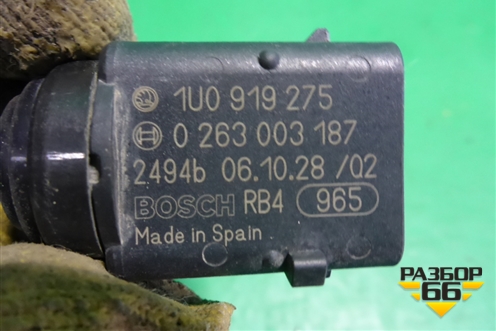 1U0 919 275
0 263 003 187
2494b 06.10.28 /02
BOSCH RB4 965
Made in Spain
РАЗБОР
66